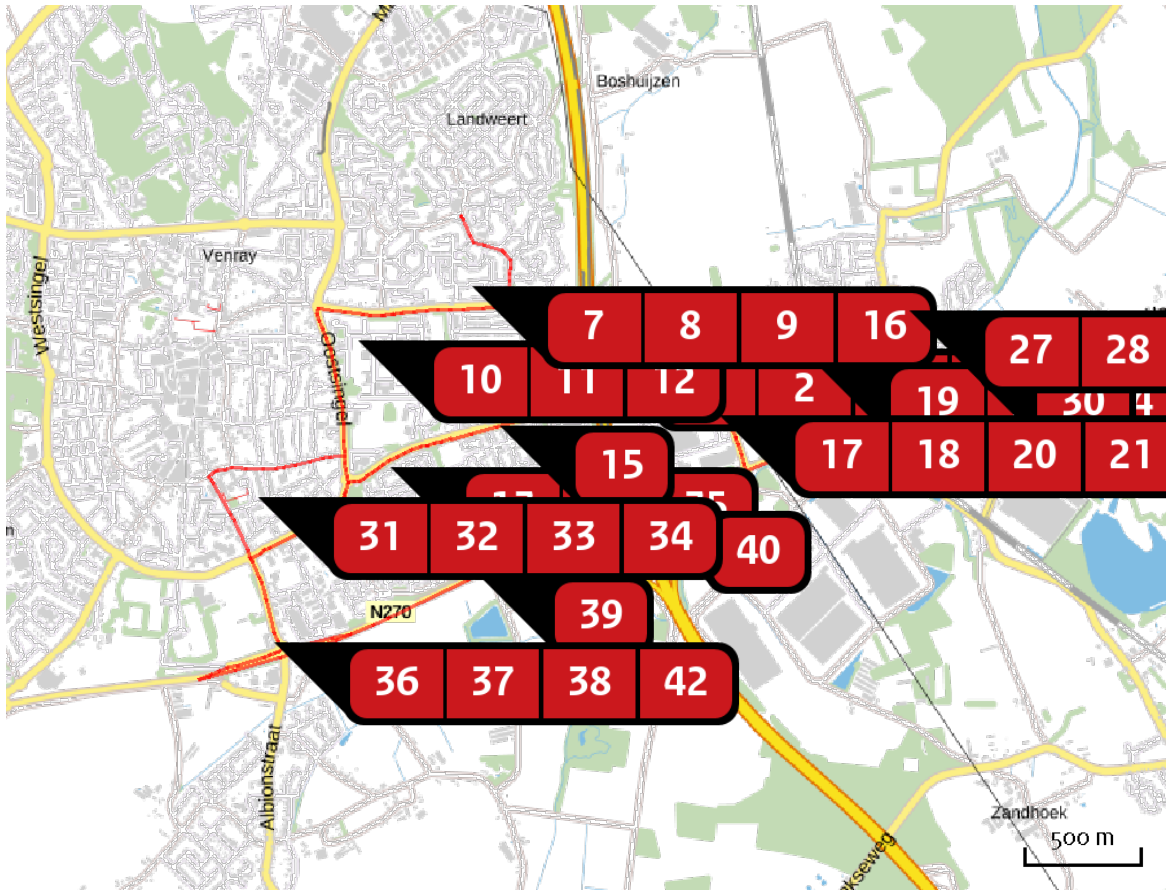 Boshuijzen
Landweert
Venray
Westsingel
Oostsingel
7 8 9 16
27 28
10 11 12
2
19
30 4
17 18 20 21
15
31 32 33 34
40
N270
39
36 37 38 42
Albionstraat
Zandhoek
500 m